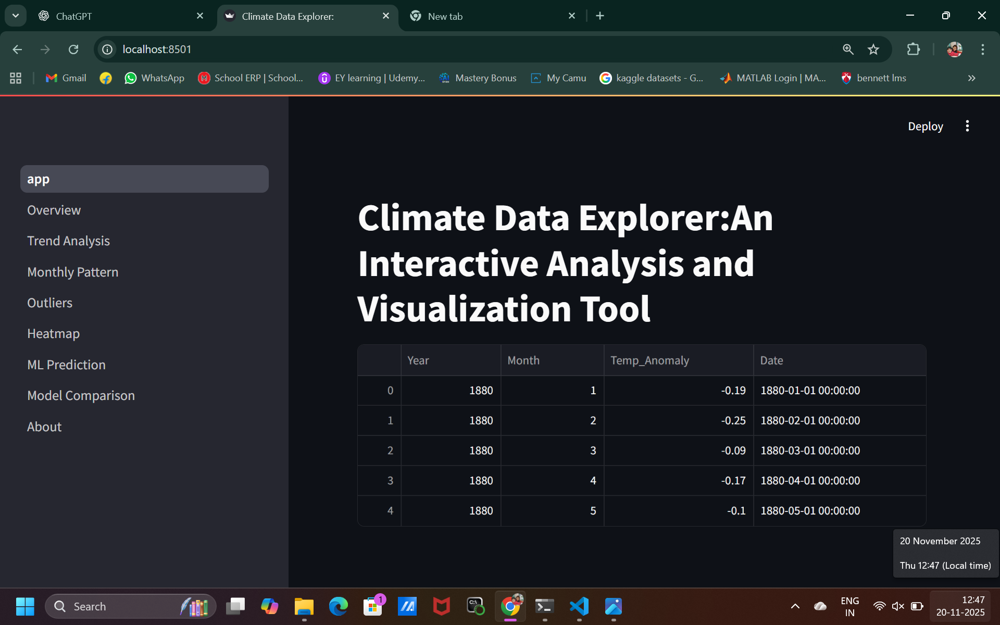 ChatGPT
Climate Data Explorer:
New tab
localhost:8501
Gmail
WhatsApp
School ERP | School...
EY learning | Udemy...
Mastery Bonus
My Camu
kaggle datasets - G...
MATLAB Login | MA...
bennett lms
Deploy
app
Overview
Trend Analysis
Monthly Pattern
Outliers
Heatmap
ML Prediction
Model Comparison
About
Climate Data Explorer:An
Interactive Analysis and
Visualization Tool
Year Month Temp_Anomaly Date
0 1880 1 -0.19 1880-01-01 00:00:00
1 1880 2 -0.25 1880-02-01 00:00:00
2 1880 3 -0.09 1880-03-01 00:00:00
3 1880 4 -0.17 1880-04-01 00:00:00
4 1880 5 -0.1 1880-05-01 00:00:00
20 November 2025
Thu 12:47 (Local time)
Search
1
ENG
IN
12:47
20-11-2025